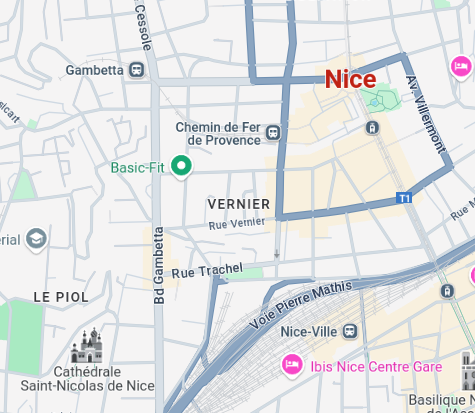 Cessole
Gambetta
Nice
Av. Villermont
Chemin de Fer
de Provence
Basic-Fit
VERNIER
T1
Rue Vernier
Bd Gambetta
Rue Trachel
LE PIOL
Voie Pierre Mathis
Nice-Ville
Ibis Nice Centre Gare
Cathédrale
Saint-Nicolas de Nice
Basilique N